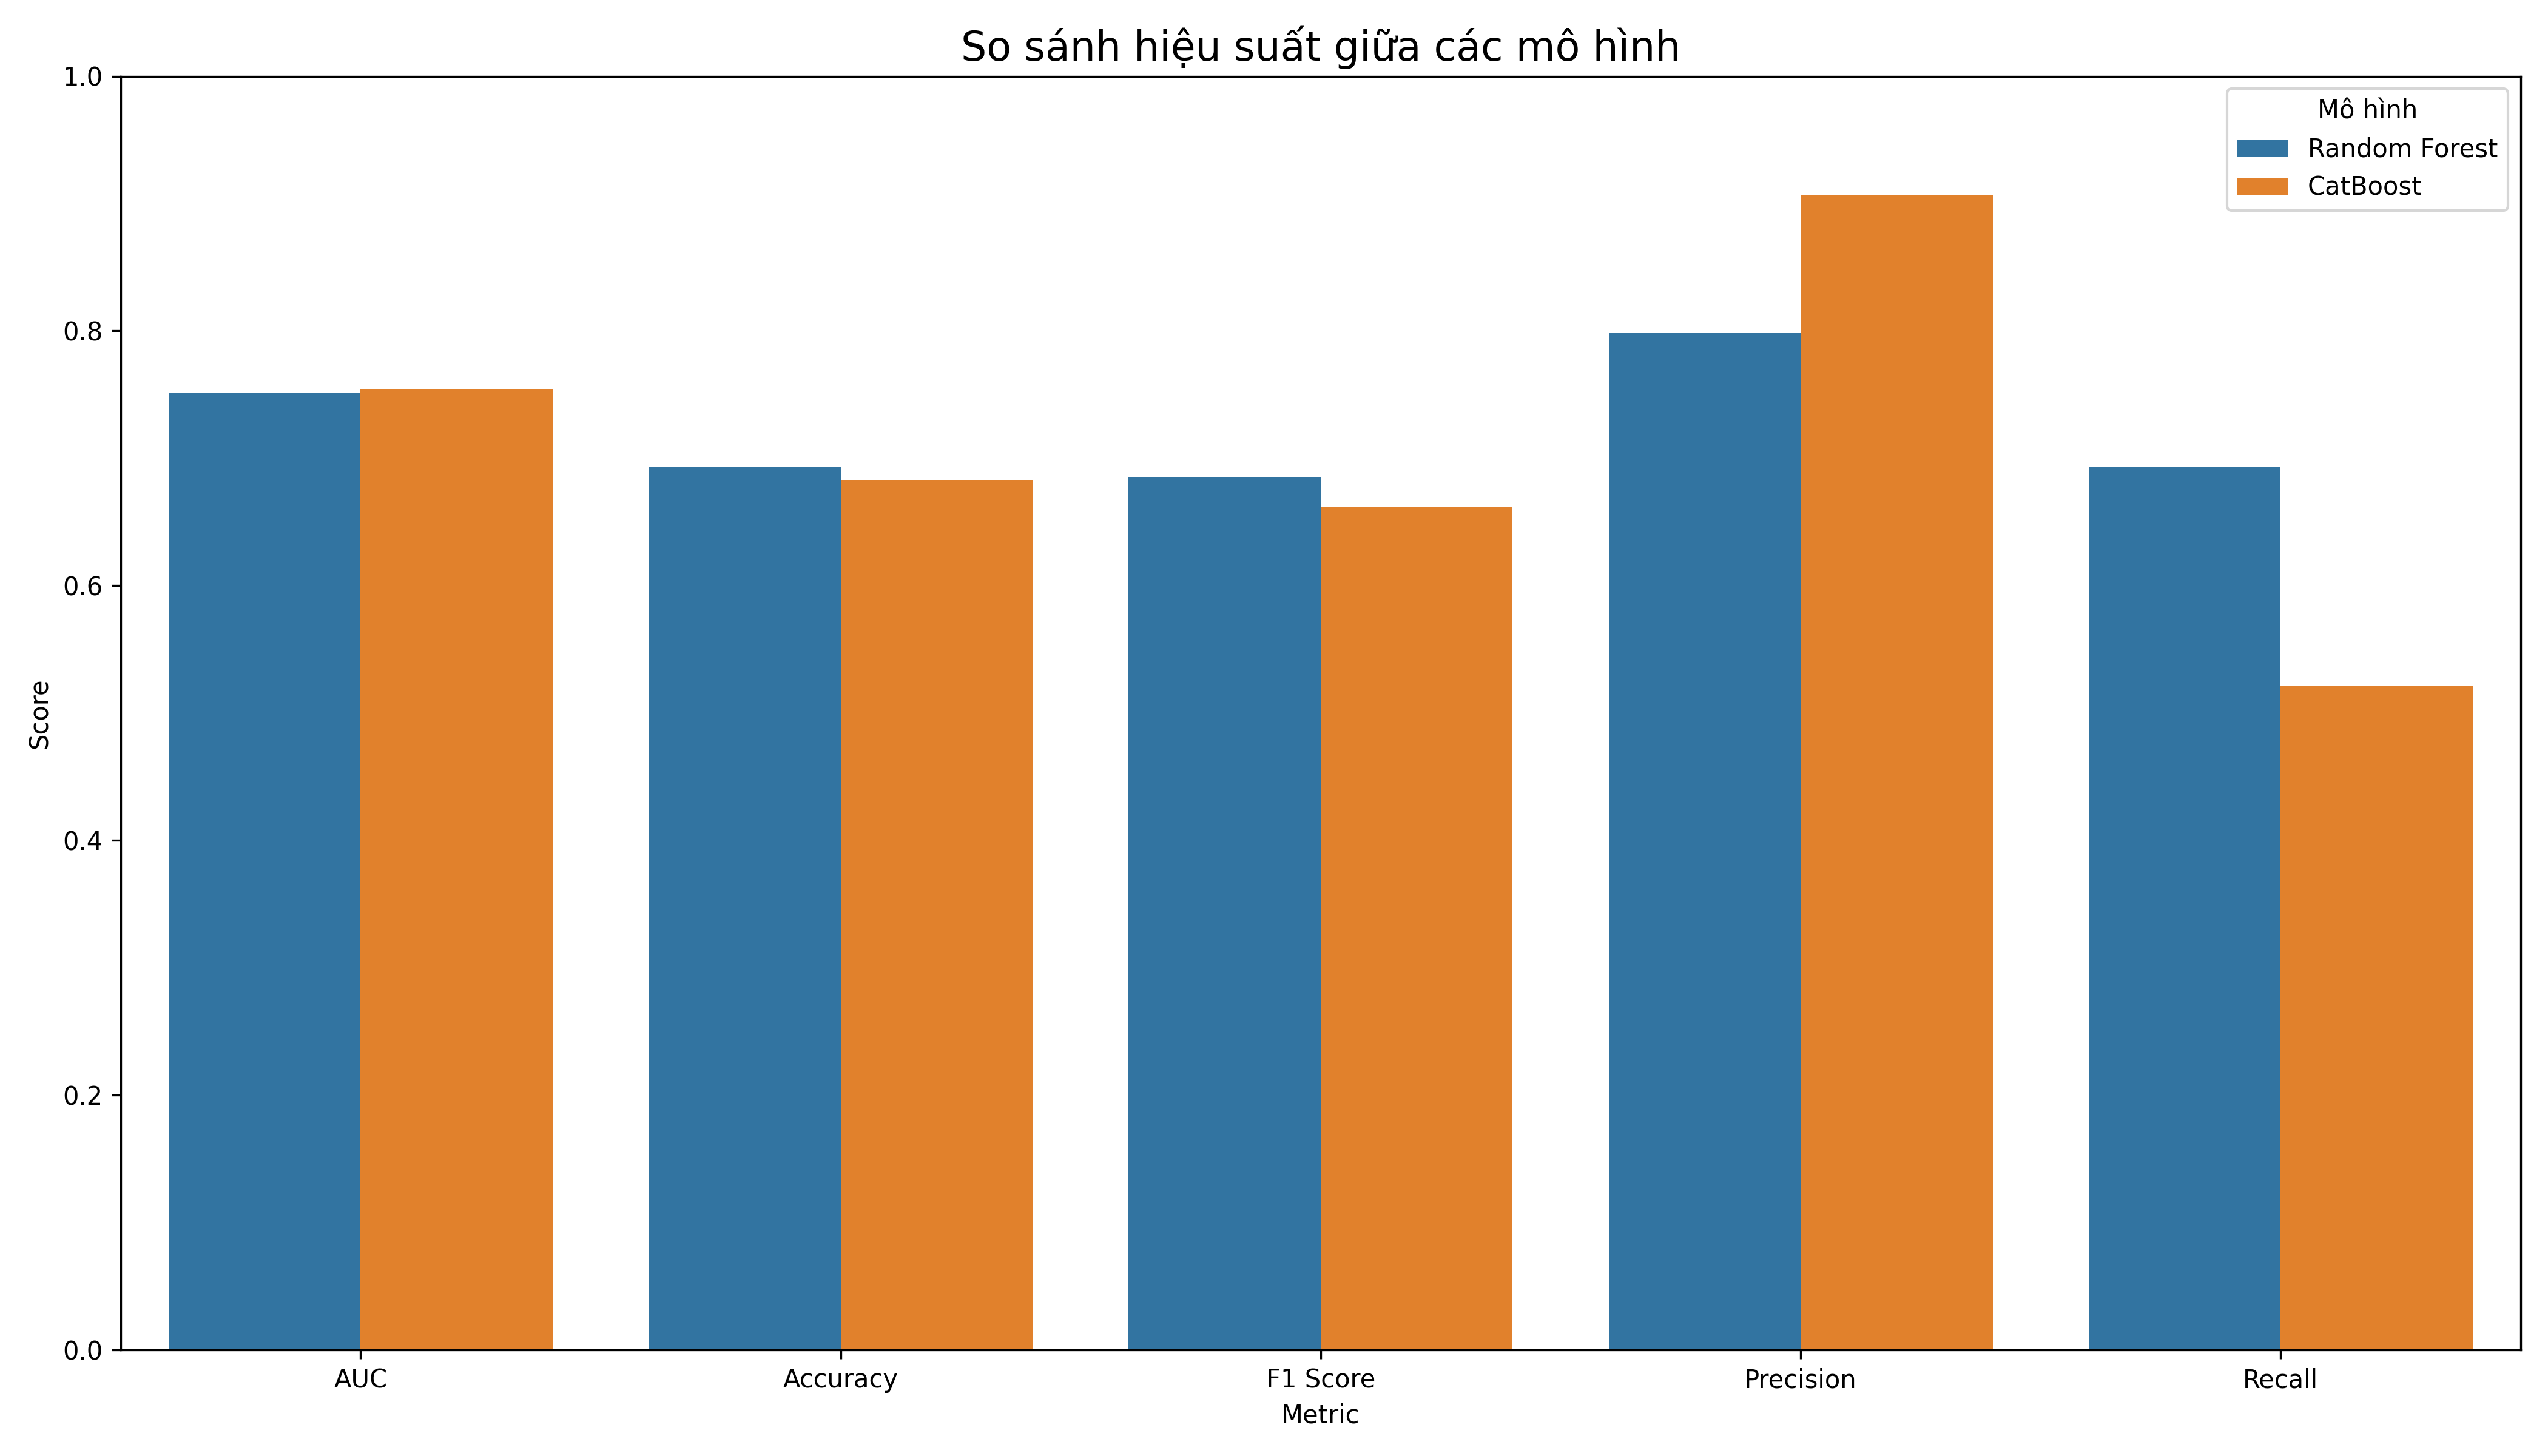 So sánh hiệu suất giữa các mô hình
Mô hình
Random Forest
CatBoost
1.0
0.8
0.6
0.4
0.2
0.0
Score
AUC
Accuracy
F1 Score
Precision
Recall
Metric